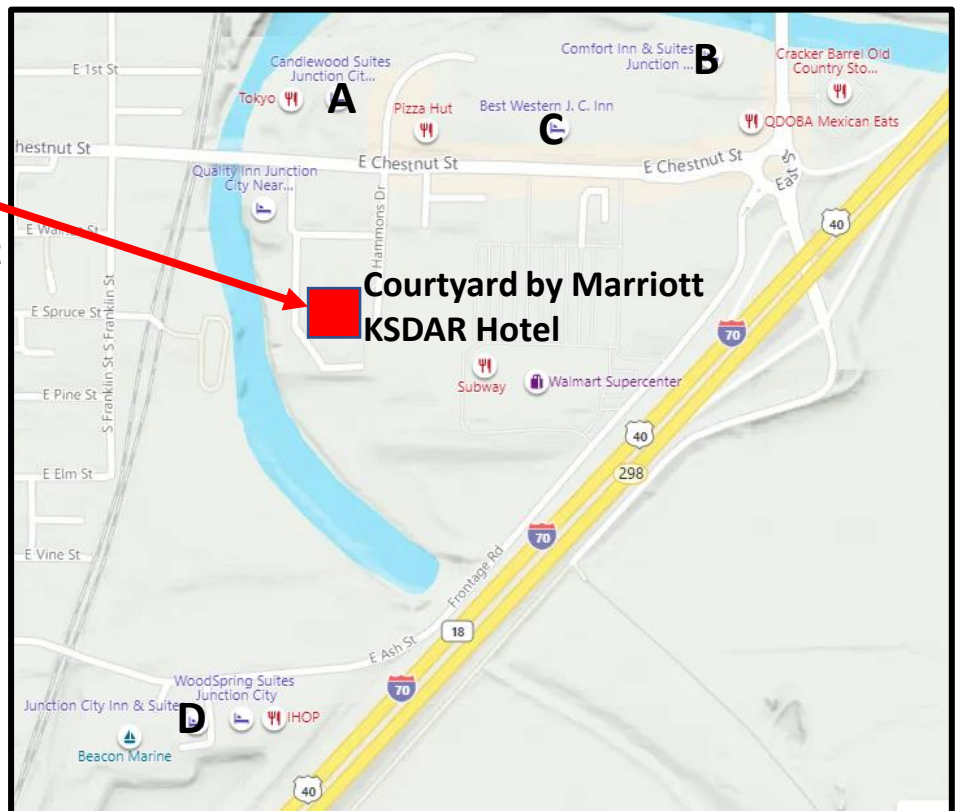 E 1st St
Candlewood Suites
Junction Cit...
A
Tokyo
Pizza Hut
Comfort Inn & Suites
Junction ...
B
Best Western J. C. Inn
C
Cracker Barrel Old
Country Sto...
QDOBA Mexican Eats
hestnut St
E Chestnut St
E Chestnut St
East S
Quality Inn Junction
City Near...
Hammons Dr
40
E Walnut St
Courtyard by Marriott
KSDAR Hotel
E Spruce St
S Franklin St
S Franklin St
70
Subway
Walmart Supercenter
E Pine St
40
298
E Elm St
70
E Vine St
Frontage Rd
18
E Ash St
WoodSpring Suites
Junction City
70
Junction City Inn & Suites
D
IHOP
Beacon Marine
40